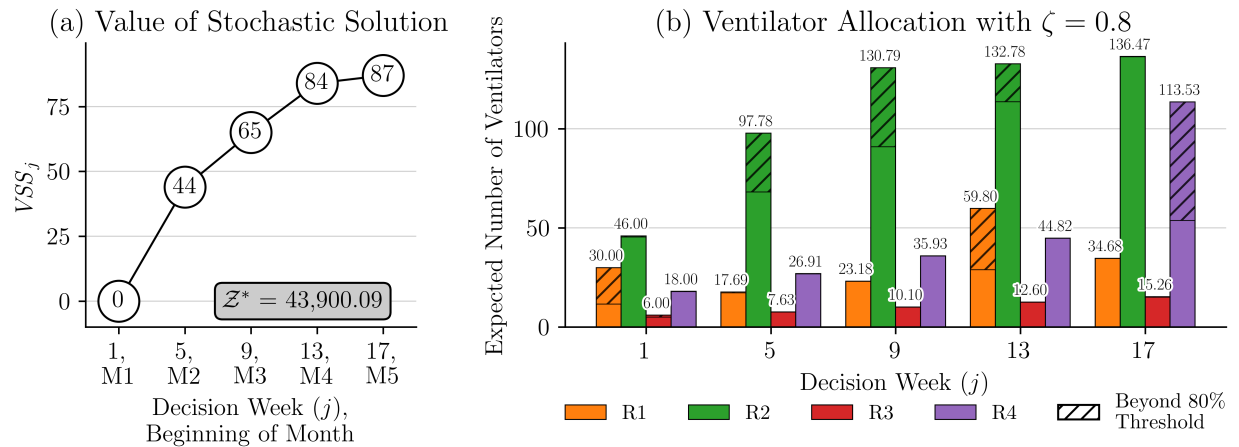 (a) Value of Stochastic Solution
VSS_j
75
50
25
0
0
44
65
84
87
𝒵* = 43,900.09
1, M1
5, M2
9, M3
13, M4
17, M5
Decision Week (j),
Beginning of Month
(b) Ventilator Allocation with ζ = 0.8
Expected Number of Ventilators
100
50
0
30.00
46.00
6.00
18.00
17.69
97.78
7.63
26.91
23.18
130.79
10.10
35.93
59.80
132.78
12.60
44.82
34.68
136.47
15.26
113.53
1
5
9
13
17
Decision Week (j)
R1
R2
R3
R4
Beyond 80%
Threshold